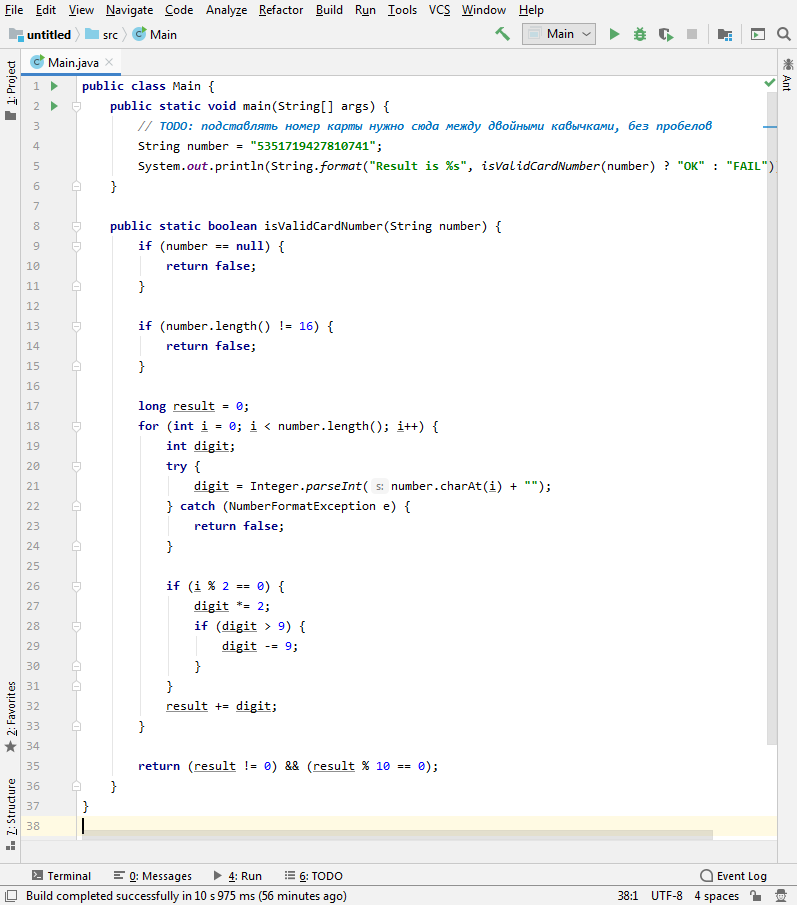 File Edit View Navigate Code Analyze Refactor Build Run Tools VCS Window Help
untitled src Main Main
Main.java
1: Project
Ant
1 public class Main {
2 public static void main(String[] args) {
3 // TODO: подставлять номер карты нужно сюда между двойными кавычками, без пробелов
4 String number = "5351719427810741";
5 System.out.println(String.format("Result is %s", isValidCardNumber(number) ? "OK" : "FAIL")
6 }
7
8 public static boolean isValidCardNumber(String number) {
9 if (number == null) {
10 return false;
11 }
12
13 if (number.length() != 16) {
14 return false;
15 }
16
17 long result = 0;
18 for (int i = 0; i < number.length(); i++) {
19 int digit;
20 try {
21 digit = Integer.parseInt( s: number.charAt(i) + "");
22 } catch (NumberFormatException e) {
23 return false;
24 }
25
26 if (i % 2 == 0) {
27 digit *= 2;
28 if (digit > 9) {
29 digit -= 9;
30 }
31 }
32 result += digit;
33 }
34
35 return (result != 0) && (result % 10 == 0);
36 }
37 }
38
2: Favorites
7: Structure
Terminal 0: Messages 4: Run 6: TODO Event Log
Build completed successfully in 10 s 975 ms (56 minutes ago) 38:1 UTF-8 4 spaces